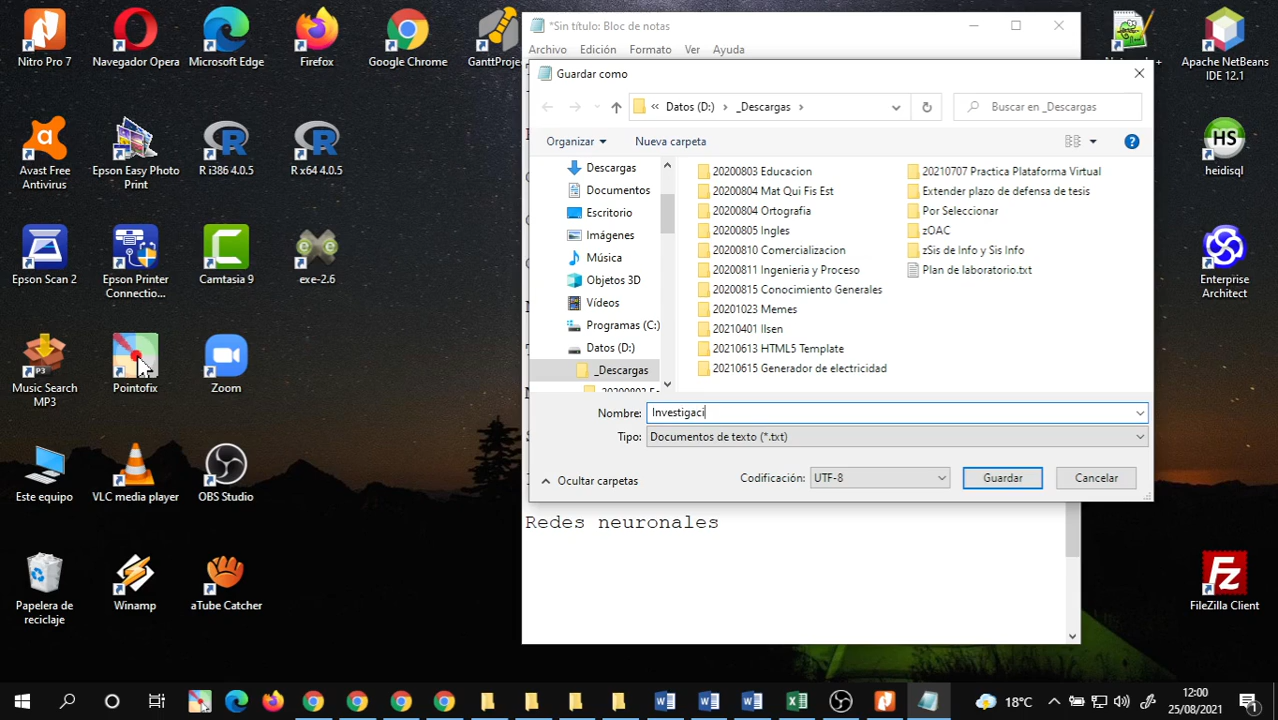 Nitro Pro 7
Navegador Opera
Microsoft Edge
Firefox
Google Chrome
GanttProje
Apache NetBeans
IDE 12.1
Avast Free
Antivirus
Epson Easy Photo
Print
R i386 4.0.5
R x64 4.0.5
heidisql
Epson Scan 2
Epson Printer
Connectio...
Camtasia 9
exe-2.6
Enterprise
Architect
Music Search
MP3
Pointofix
Zoom
Este equipo
VLC media player
OBS Studio
Papelera de
reciclaje
Winamp
aTube Catcher
FileZilla Client
*Sin título: Bloc de notas
Archivo Edición Formato Ver Ayuda
Guardar como
« Datos (D:) › _Descargas ›
Buscar en _Descargas
Organizar
Nueva carpeta
Descargas
Documentos
Escritorio
Imágenes
Música
Objetos 3D
Vídeos
Programas (C:)
Datos (D:)
_Descargas
20200803 Educacion
20200804 Mat Qui Fis Est
20200804 Ortografia
20200805 Ingles
20200810 Comercializacion
20200811 Ingenieria y Proceso
20200815 Conocimiento Generales
20201023 Memes
20210401 Ilsen
20210613 HTML5 Template
20210615 Generador de electricidad
20210707 Practica Plataforma Virtual
Extender plazo de defensa de tesis
Por Seleccionar
zOAC
zSis de Info y Sis Info
Plan de laboratorio.txt
Nombre: Investigaci
Tipo: Documentos de texto (*.txt)
Ocultar carpetas
Codificación: UTF-8
Guardar
Cancelar
Redes neuronales
18°C
12:00
25/08/2021
1